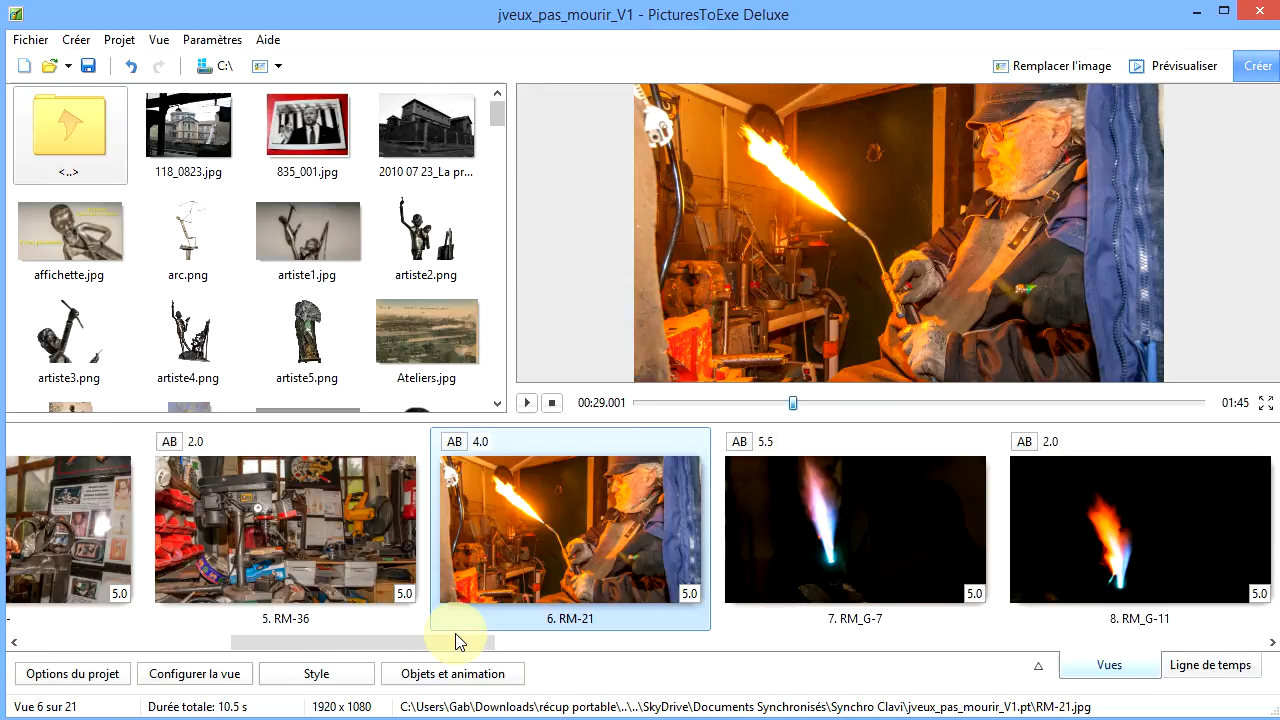 jveux_pas_mourir_V1 - PicturesToExe Deluxe
Fichier Créer Projet Vue Paramètres Aide
C:\ Remplacer l'image Prévisualiser Créer
<..> 118_0823.jpg 835_001.jpg 2010 07 23_La pr...
affichette.jpg arc.png artiste1.jpg artiste2.png
artiste3.png artiste4.png artiste5.png Ateliers.jpg
00:29.001 01:45
AB 2.0 AB 4.0 AB 5.5 AB 2.0
5.0 5.0 5.0 5.0 5.0
5. RM-36 6. RM-21 7. RM_G-7 8. RM_G-11
Options du projet Configurer la vue Style Objets et animation Vues Ligne de temps
Vue 6 sur 21 Durée totale: 10.5 s 1920 x 1080 C:\Users\Gab\Downloads\récup portable\..\..\SkyDrive\Documents Synchronisés\Synchro Clavi\jveux_pas_mourir_V1.pt\RM-21.jpg